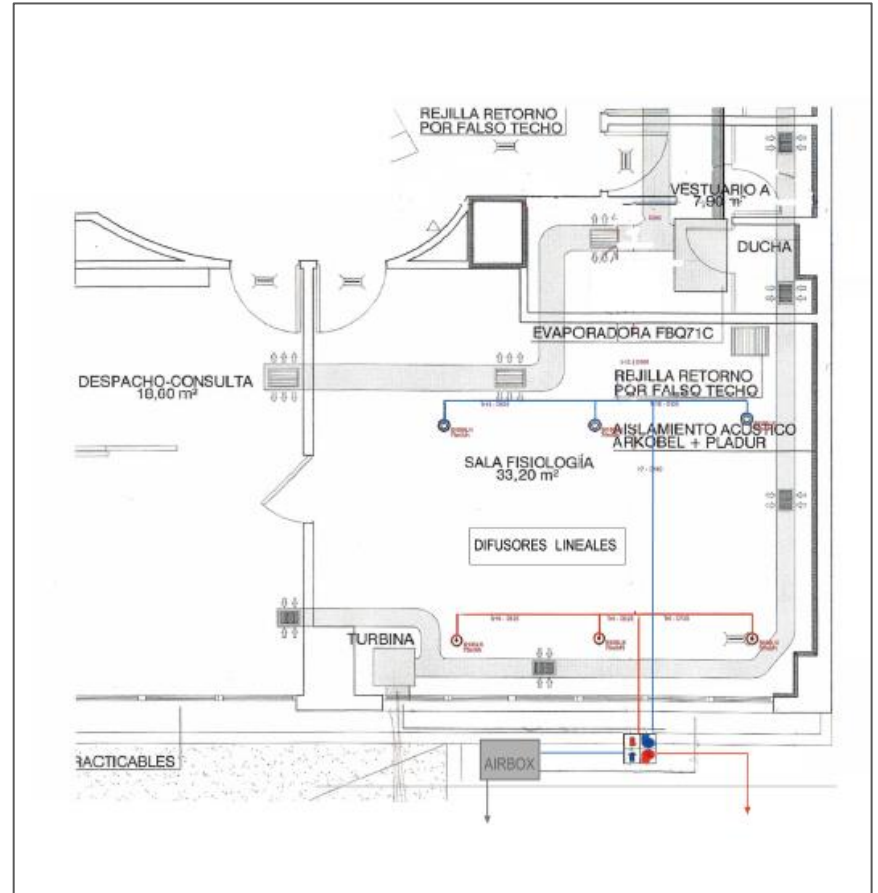 REJILLA RETORNO
POR FALSO TECHO
VESTUARIO A
7,90 m²
DUCHA
EVAPORADORA FBQ71C
DESPACHO-CONSULTA
18,60 m²
REJILLA RETORNO
POR FALSO TECHO
AISLAMIENTO ACÚSTICO
ARKOBEL + PLADUR
SALA FISIOLOGÍA
33,20 m²
DIFUSORES LINEALES
TURBINA
RACTICABLES
AIRBOX